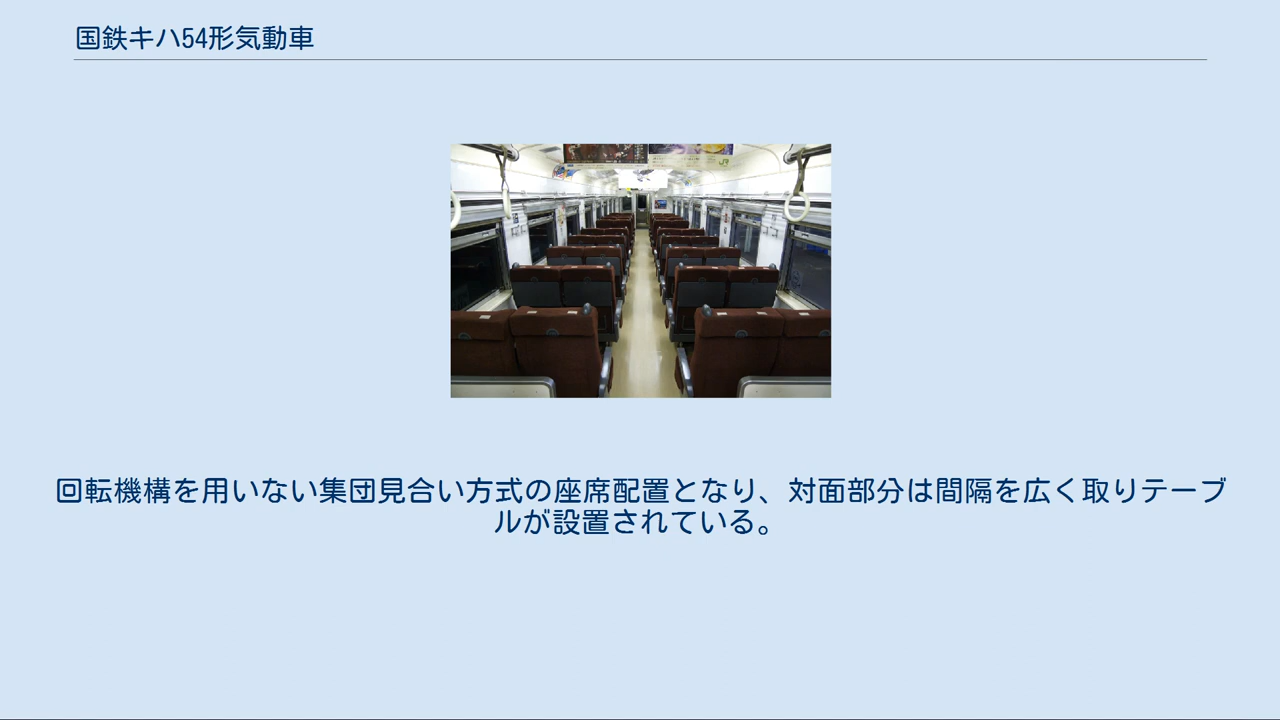 国鉄キハ54形気動車
JR
回転機構を用いない集団見合い方式の座席配置となり、対面部分は間隔を広く取りテーブ
ルが設置されている。